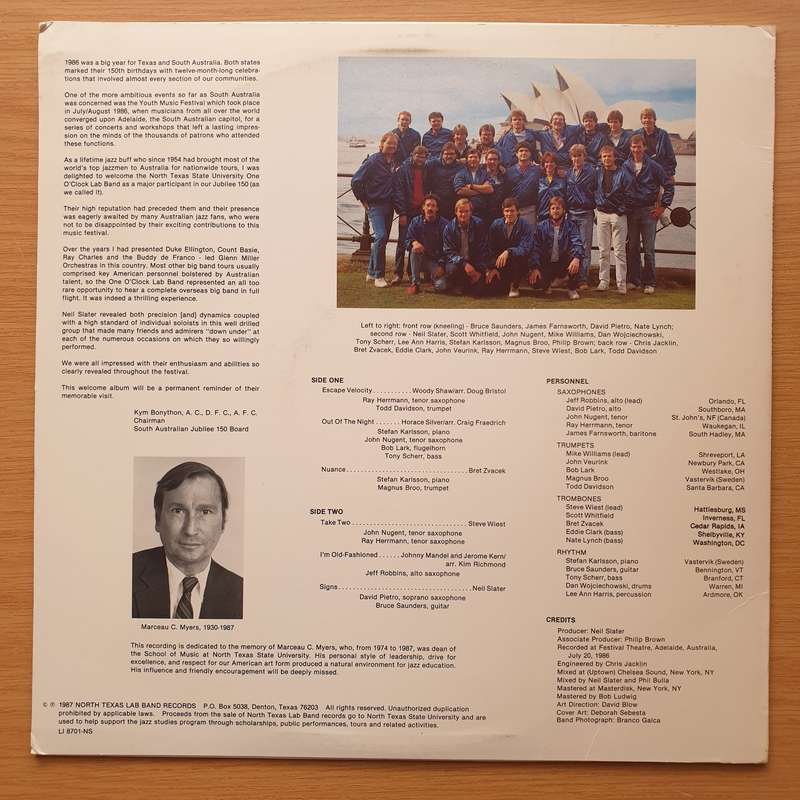 1986 was a big year for Texas and South Australia. Both states
marked their 150th birthdays with twelve-month-long celebra-
tions that involved almost every section of our communities.
One of the more ambitious events so far as South Australia
was concerned was the Youth Music Festival which took place
in July/August 1986, when musicians from all over the world
converged upon Adelaide, the South Australian capitol, for a
series of concerts and workshops that left a lasting impres-
sion on the minds of the thousands of patrons who attended
these functions.
As a lifetime jazz buff who since 1954 had brought most of the
world's top jazzmen to Australia for nationwide tours, I was
delighted to welcome the North Texas State University One
O'Clock Lab Band as a major participant in our Jubilee 150 (as
we called it).
Their high reputation had preceded them and their presence
was eagerly awaited by many Australian jazz fans, who were
not to be disappointed by their exciting contributions to this
music festival.
Over the years I had presented Duke Ellington, Count Basie,
Ray Charles and the Buddy de Franco - led Glenn Miller
Orchestras in this country. Most other big band tours usually
comprised key American personnel bolstered by Australian
talent, so the One O'Clock Lab Band represented an all too
rare opportunity to hear a complete overseas big band in full
flight. It was indeed a thrilling experience.
Neil Slater revealed both precision [and] dynamics coupled
with a high standard of individual soloists in this well drilled
group that made many friends and admirers "down under" at
each of the numerous occasions on which they so willingly
performed.
We were all impressed with their enthusiasm and abilities so
clearly revealed throughout the festival.
This welcome album will be a permanent reminder of their
memorable visit.
Kym Bonython, A. C., D. F. C., A. F. C.
Chairman
South Australian Jubilee 150 Board
Marceau C. Myers, 1930-1987
Left to right: front row (kneeling) - Bruce Saunders, James Farnsworth, David Pietro, Nate Lynch;
second row - Neil Slater, Scott Whitfield, John Nugent, Mike Williams, Dan Wojciechowski,
Tony Scherr, Lee Ann Harris, Stefan Karlsson, Magnus Broo, Philip Brown; back row - Chris Jacklin,
Bret Zvacek, Eddie Clark, John Veurink, Ray Herrmann, Steve Wiest, Bob Lark, Todd Davidson
SIDE ONE
Escape Velocity ........... Woody Shaw/arr. Doug Bristol
Ray Herrmann, tenor saxophone
Todd Davidson, trumpet
Out Of The Night ....... Horace Silver/arr. Craig Fraedrich
Stefan Karlsson, piano
John Nugent, tenor saxophone
Bob Lark, flugelhorn
Tony Scherr, bass
Nuance ................................ Bret Zvacek
Stefan Karlsson, piano
Magnus Broo, trumpet
SIDE TWO
Take Two ................................ Steve Wiest
John Nugent, tenor saxophone
Ray Herrmann, tenor saxophone
I'm Old-Fashioned ...... Johnny Mandel and Jerome Kern/
arr. Kim Richmond
Jeff Robbins, alto saxophone
Signs .................................... Neil Slater
David Pietro, soprano saxophone
Bruce Saunders, guitar
PERSONNEL
SAXOPHONES
Jeff Robbins, alto (lead) Orlando, FL
David Pietro, alto Southboro, MA
John Nugent, tenor St. John's, NF (Canada)
Ray Herrmann, tenor Waukegan, IL
James Farnsworth, baritone South Hadley, MA
TRUMPETS
Mike Williams (lead) Shreveport, LA
John Veurink Newbury Park, CA
Bob Lark Westlake, OH
Magnus Broo Vastervik (Sweden)
Todd Davidson Santa Barbara, CA
TROMBONES
Steve Wiest (lead) Hattiesburg, MS
Scott Whitfield Inverness, FL
Bret Zvacek Cedar Rapids, IA
Eddie Clark (bass) Shelbyville, KY
Nate Lynch (bass) Washington, DC
RHYTHM
Stefan Karlsson, piano Vastervik (Sweden)
Bruce Saunders, guitar Bennington, VT
Tony Scherr, bass Branford, CT
Dan Wojciechowski, drums Warren, MI
Lee Ann Harris, percussion Ardmore, OK
CREDITS
Producer: Neil Slater
Associate Producer: Philip Brown
Recorded at Festival Theatre, Adelaide, Australia,
July 20, 1986
Engineered by Chris Jacklin
Mixed at (Uptown) Chelsea Sound, New York, NY
Mixed by Neil Slater and Phil Bulla
Mastered at Masterdisk, New York, NY
Mastered by Bob Ludwig
Art Direction: David Blow
Cover Art: Deborah Sebesta
Band Photograph: Branco Gaica
This recording is dedicated to the memory of Marceau C. Myers, who, from 1974 to 1987, was dean of
the School of Music at North Texas State University. His personal style of leadership, drive for
excellence, and respect for our American art form produced a natural environment for jazz education.
His influence and friendly encouragement will be deeply missed.
© ℗ 1987 NORTH TEXAS LAB BAND RECORDS P.O. Box 5038, Denton, Texas 76203 All rights reserved. Unauthorized duplication
prohibited by applicable laws. Proceeds from the sale of North Texas Lab Band records go to North Texas State University and are
used to help support the jazz studies program through scholarships, public performances, tours and related activities.
LI 8701-NS